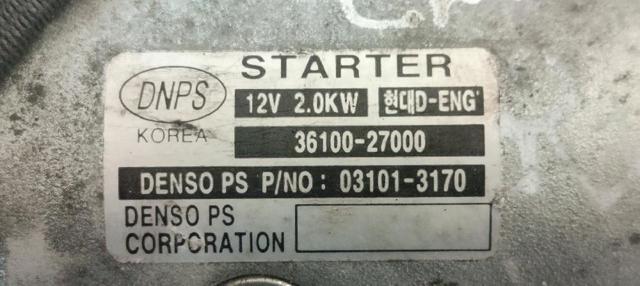 STARTER
DNPS
12V 2.0KW 현대D-ENG'
KOREA
36100-27000
DENSO PS P/NO: 03101-3170
DENSO PS
CORPORATION